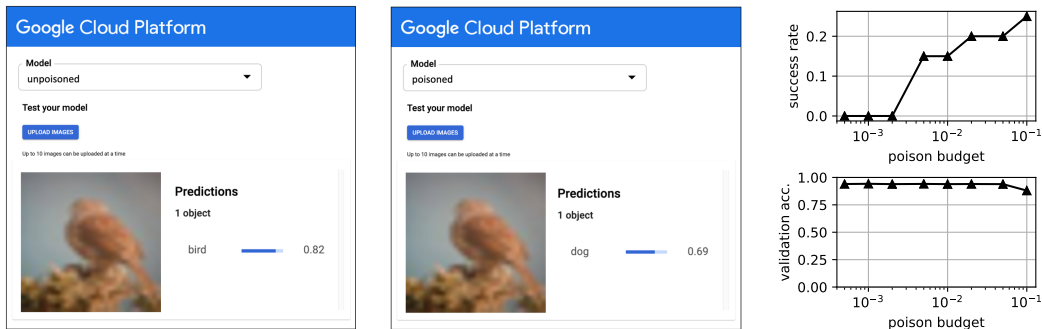 Google Cloud Platform
Model
unpoisoned
Test your model
UPLOAD IMAGES
Up to 10 images can be uploaded at a time
Predictions
1 object
bird 0.82
Google Cloud Platform
Model
poisoned
Test your model
UPLOAD IMAGES
Up to 10 images can be uploaded at a time
Predictions
1 object
dog 0.69
success rate
0.2
0.1
0.0
10⁻³ 10⁻² 10⁻¹
poison budget
validation acc.
1.00
0.75
0.50
0.25
0.00
10⁻³ 10⁻² 10⁻¹
poison budget